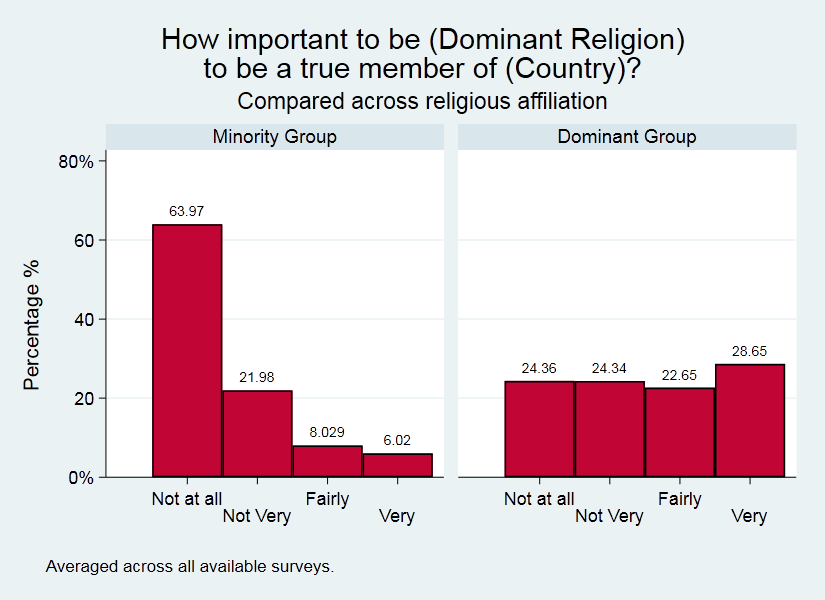 How important to be (Dominant Religion)
to be a true member of (Country)?
Compared across religious affiliation
Minority Group
Dominant Group
Percentage %
80%
60
40
20
0%
63.97
21.98
8.029
6.02
24.36
24.34
22.65
28.65
Not at all
Not Very
Fairly
Very
Not at all
Not Very
Fairly
Very
Averaged across all available surveys.